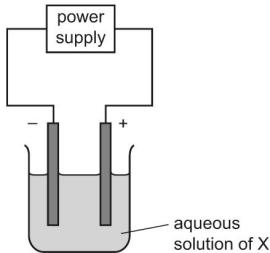 power
supply
–
+
aqueous
solution of X